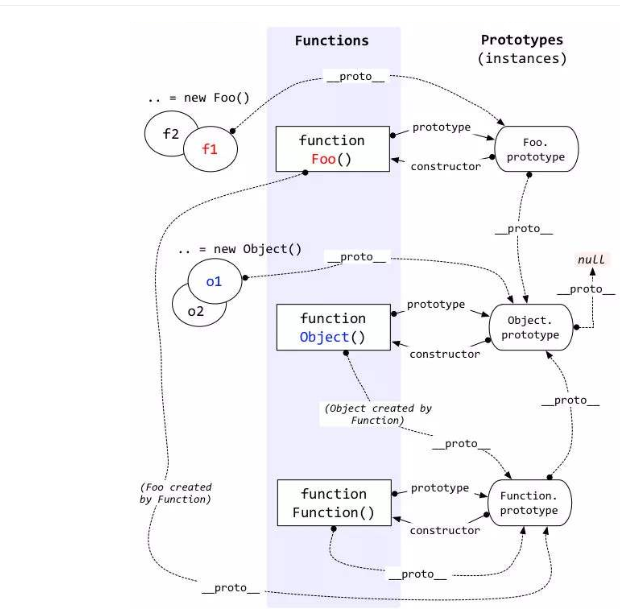 Functions
Prototypes
(instances)
__proto__
.. = new Foo()
f2
f1
function
Foo()
prototype
constructor
Foo.
prototype
__proto__
.. = new Object()
__proto__
null
__proto__
o1
o2
function
Object()
prototype
constructor
Object.
prototype
(Object created by
Function)
__proto__
__proto__
(Foo created
by Function)
function
Function()
prototype
constructor
Function.
prototype
__proto__
__proto__